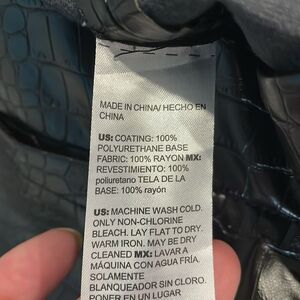 MADE IN CHINA/ HECHO EN
CHINA
US: COATING: 100%
POLYURETHANE BASE
FABRIC: 100% RAYON MX:
REVESTIMIENTO: 100%
poliuretano TELA DE LA
BASE: 100% rayón
US: MACHINE WASH COLD.
ONLY NON-CHLORINE
BLEACH. LAY FLAT TO DRY.
WARM IRON. MAY BE DRY
CLEANED MX: LAVAR A
MÁQUINA CON AGUA FRÍA.
SOLAMENTE
BLANQUEADOR SIN CLORO.
PONER EN UNA